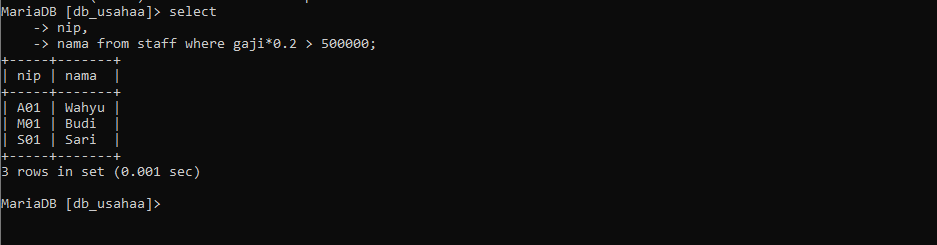 MariaDB [db_usahaa]> select
    -> nip,
    -> nama from staff where gaji*0.2 > 500000;
+-----+-------+
| nip | nama  |
+-----+-------+
| A01 | Wahyu |
| M01 | Budi  |
| S01 | Sari  |
+-----+-------+
3 rows in set (0.001 sec)
MariaDB [db_usahaa]>